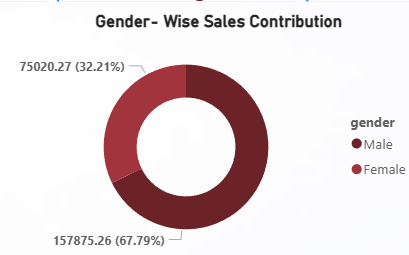 Gender- Wise Sales Contribution
75020.27 (32.21%)
gender
Male
Female
157875.26 (67.79%)